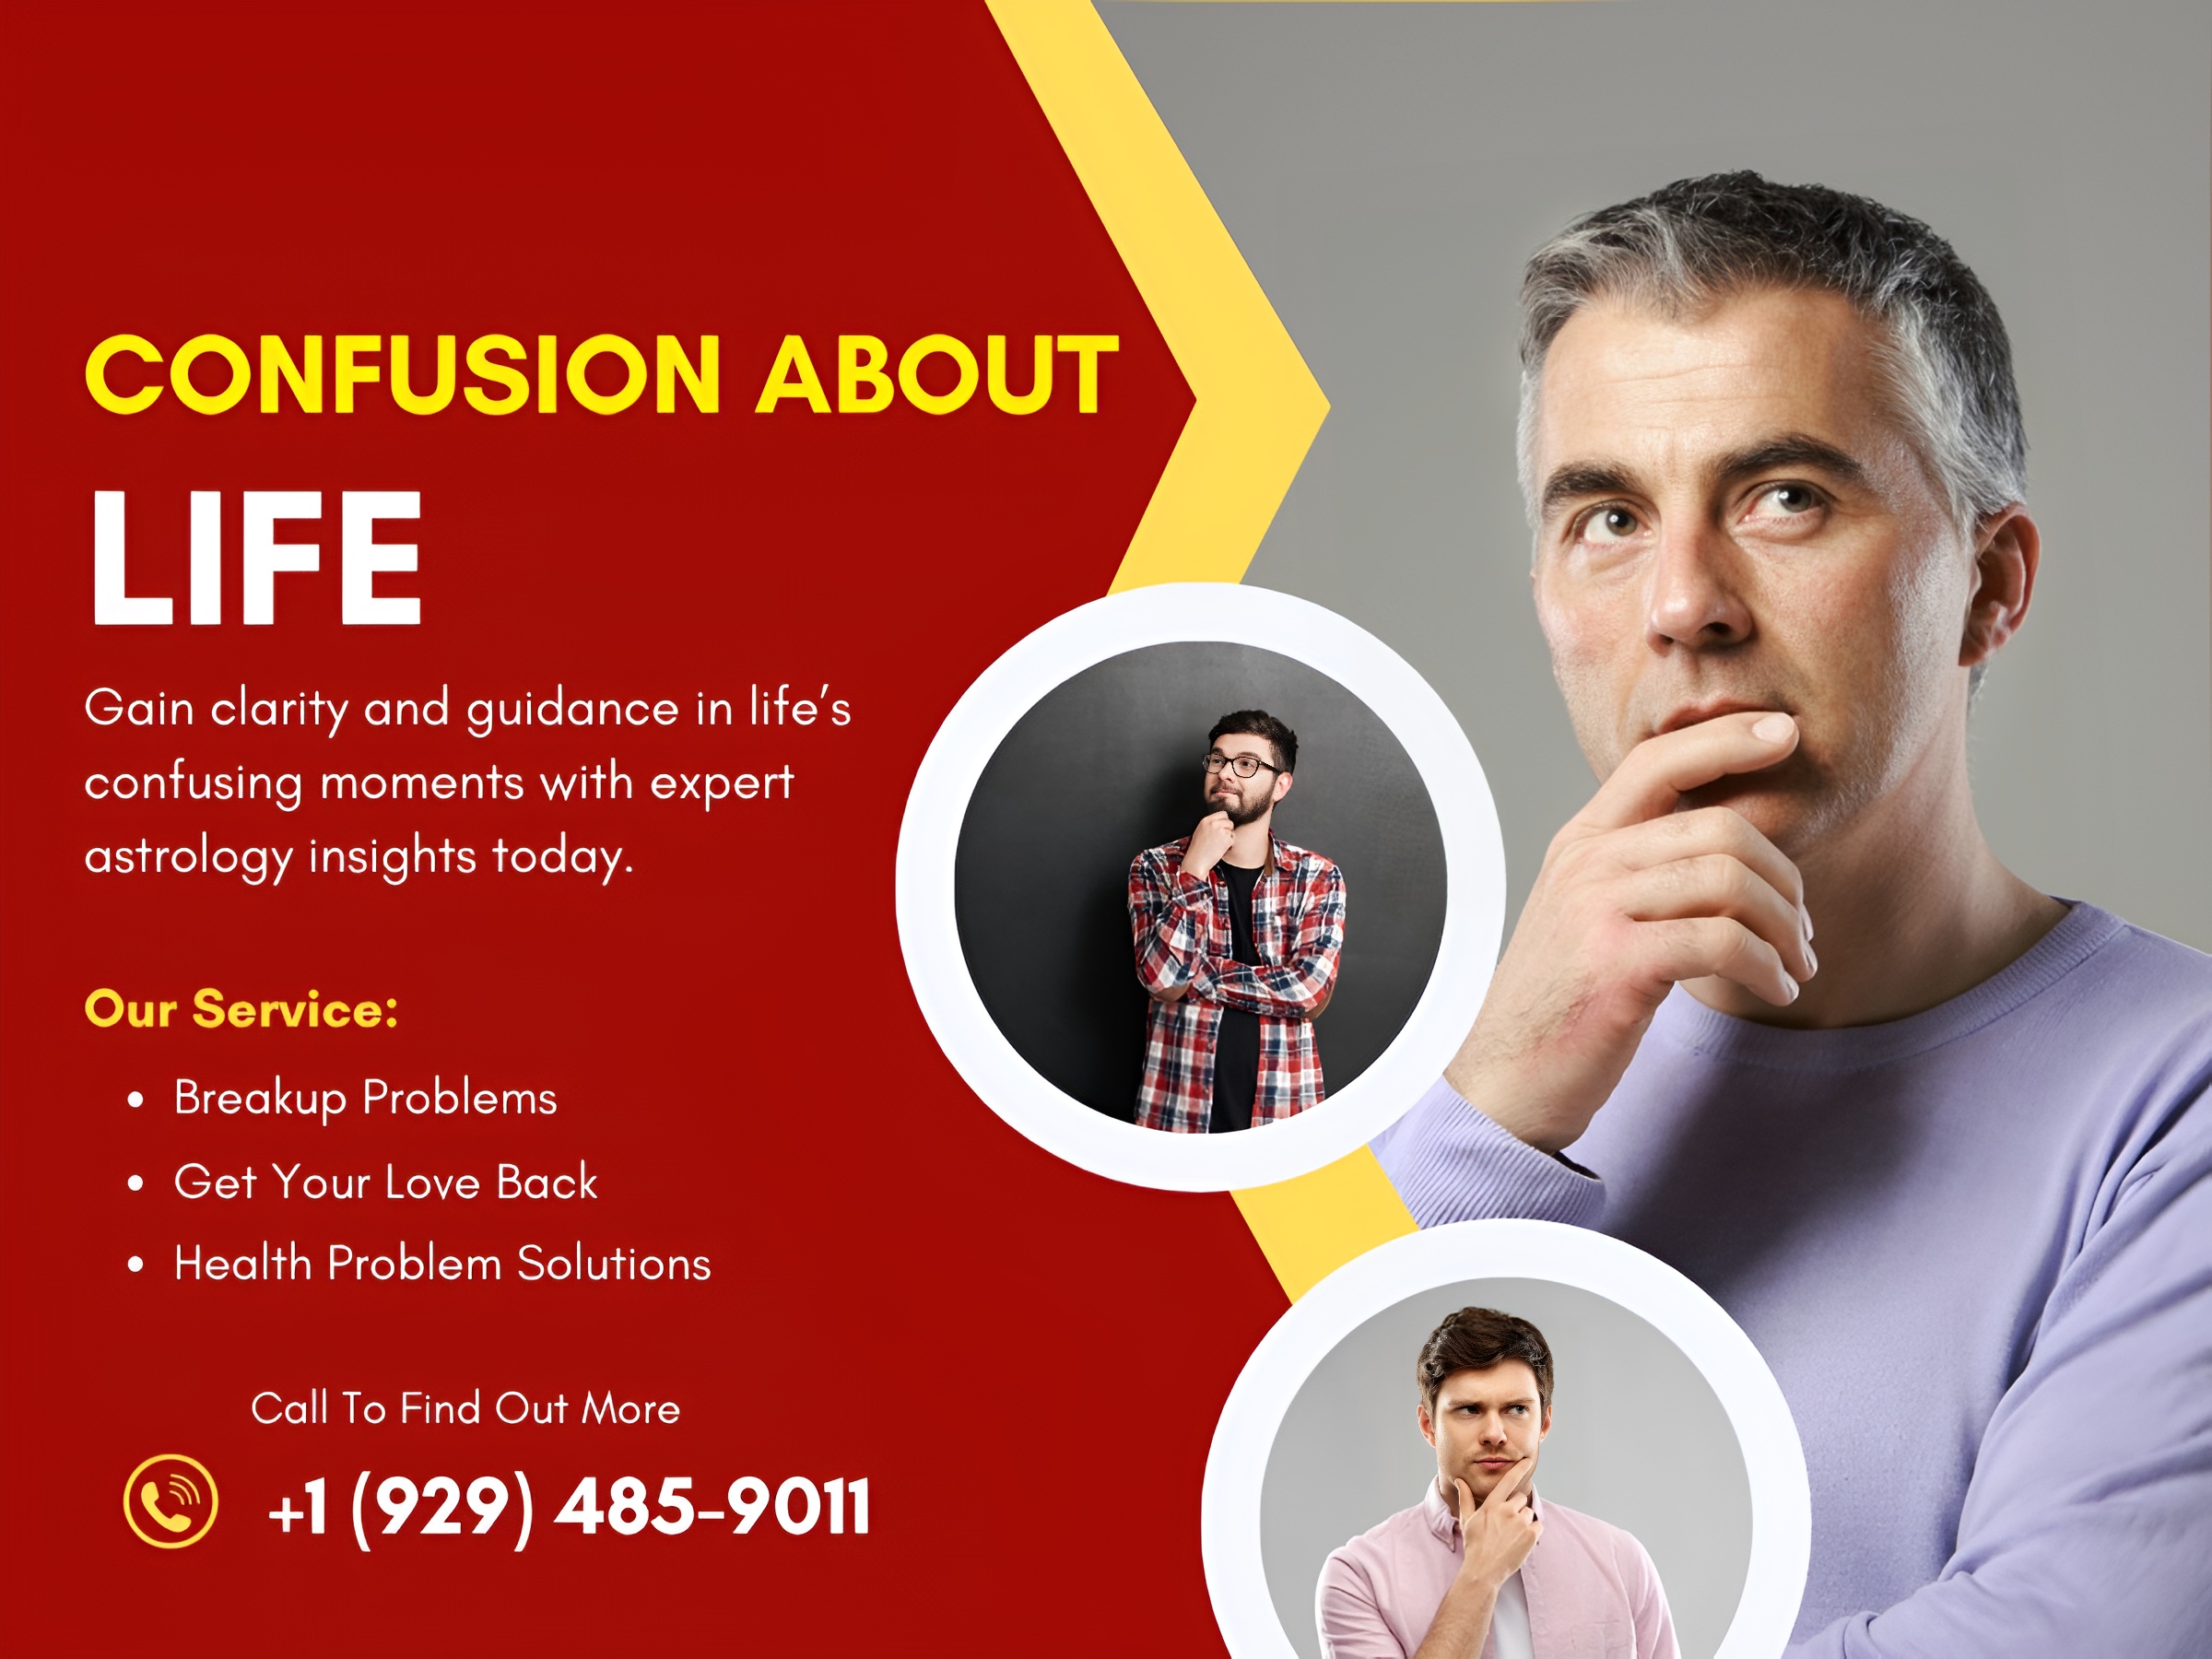 CONFUSION ABOUT
LIFE
Gain clarity and guidance in life’s
confusing moments with expert
astrology insights today.
Our Service:
• Breakup Problems
• Get Your Love Back
• Health Problem Solutions
Call To Find Out More
+1 (929) 485-9011